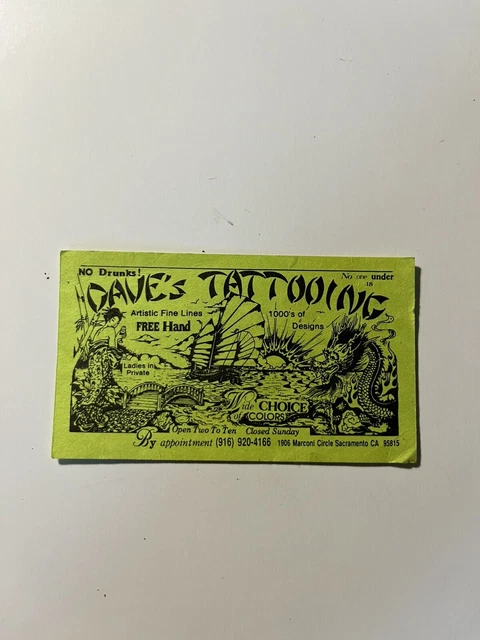 NO Drunks!
No one under
18
DAVE'S TATTOOING
Artistic Fine Lines
FREE Hand
1000's of
Designs
Ladies in
Private
Wide CHOICE
of COLORS
Open Two To Ten Closed Sunday
By appointment (916) 920-4166 1906 Marconi Circle Sacramento CA 95815